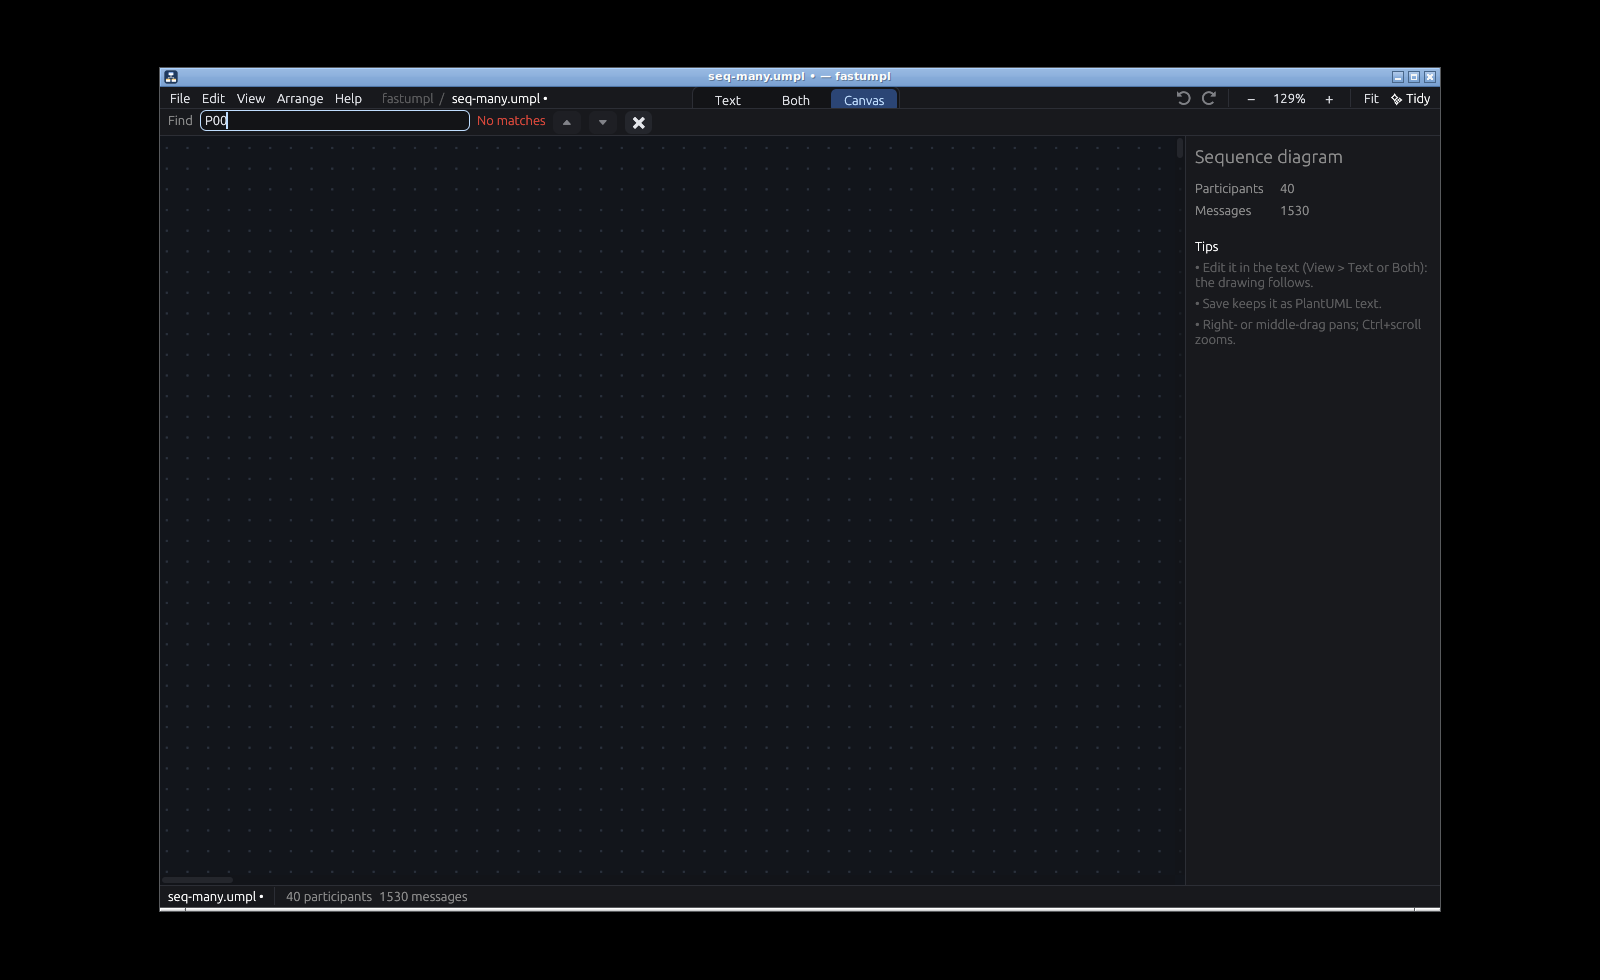 seq-many.umpl • — fastumpl
File Edit View Arrange Help fastumpl / seq-many.umpl • Text Both Canvas − 129% + Fit Tidy
Find P00 No matches
Sequence diagram
Participants 40
Messages 1530
Tips
• Edit it in the text (View > Text or Both):
the drawing follows.
• Save keeps it as PlantUML text.
• Right- or middle-drag pans; Ctrl+scroll
zooms.
seq-many.umpl • 40 participants 1530 messages